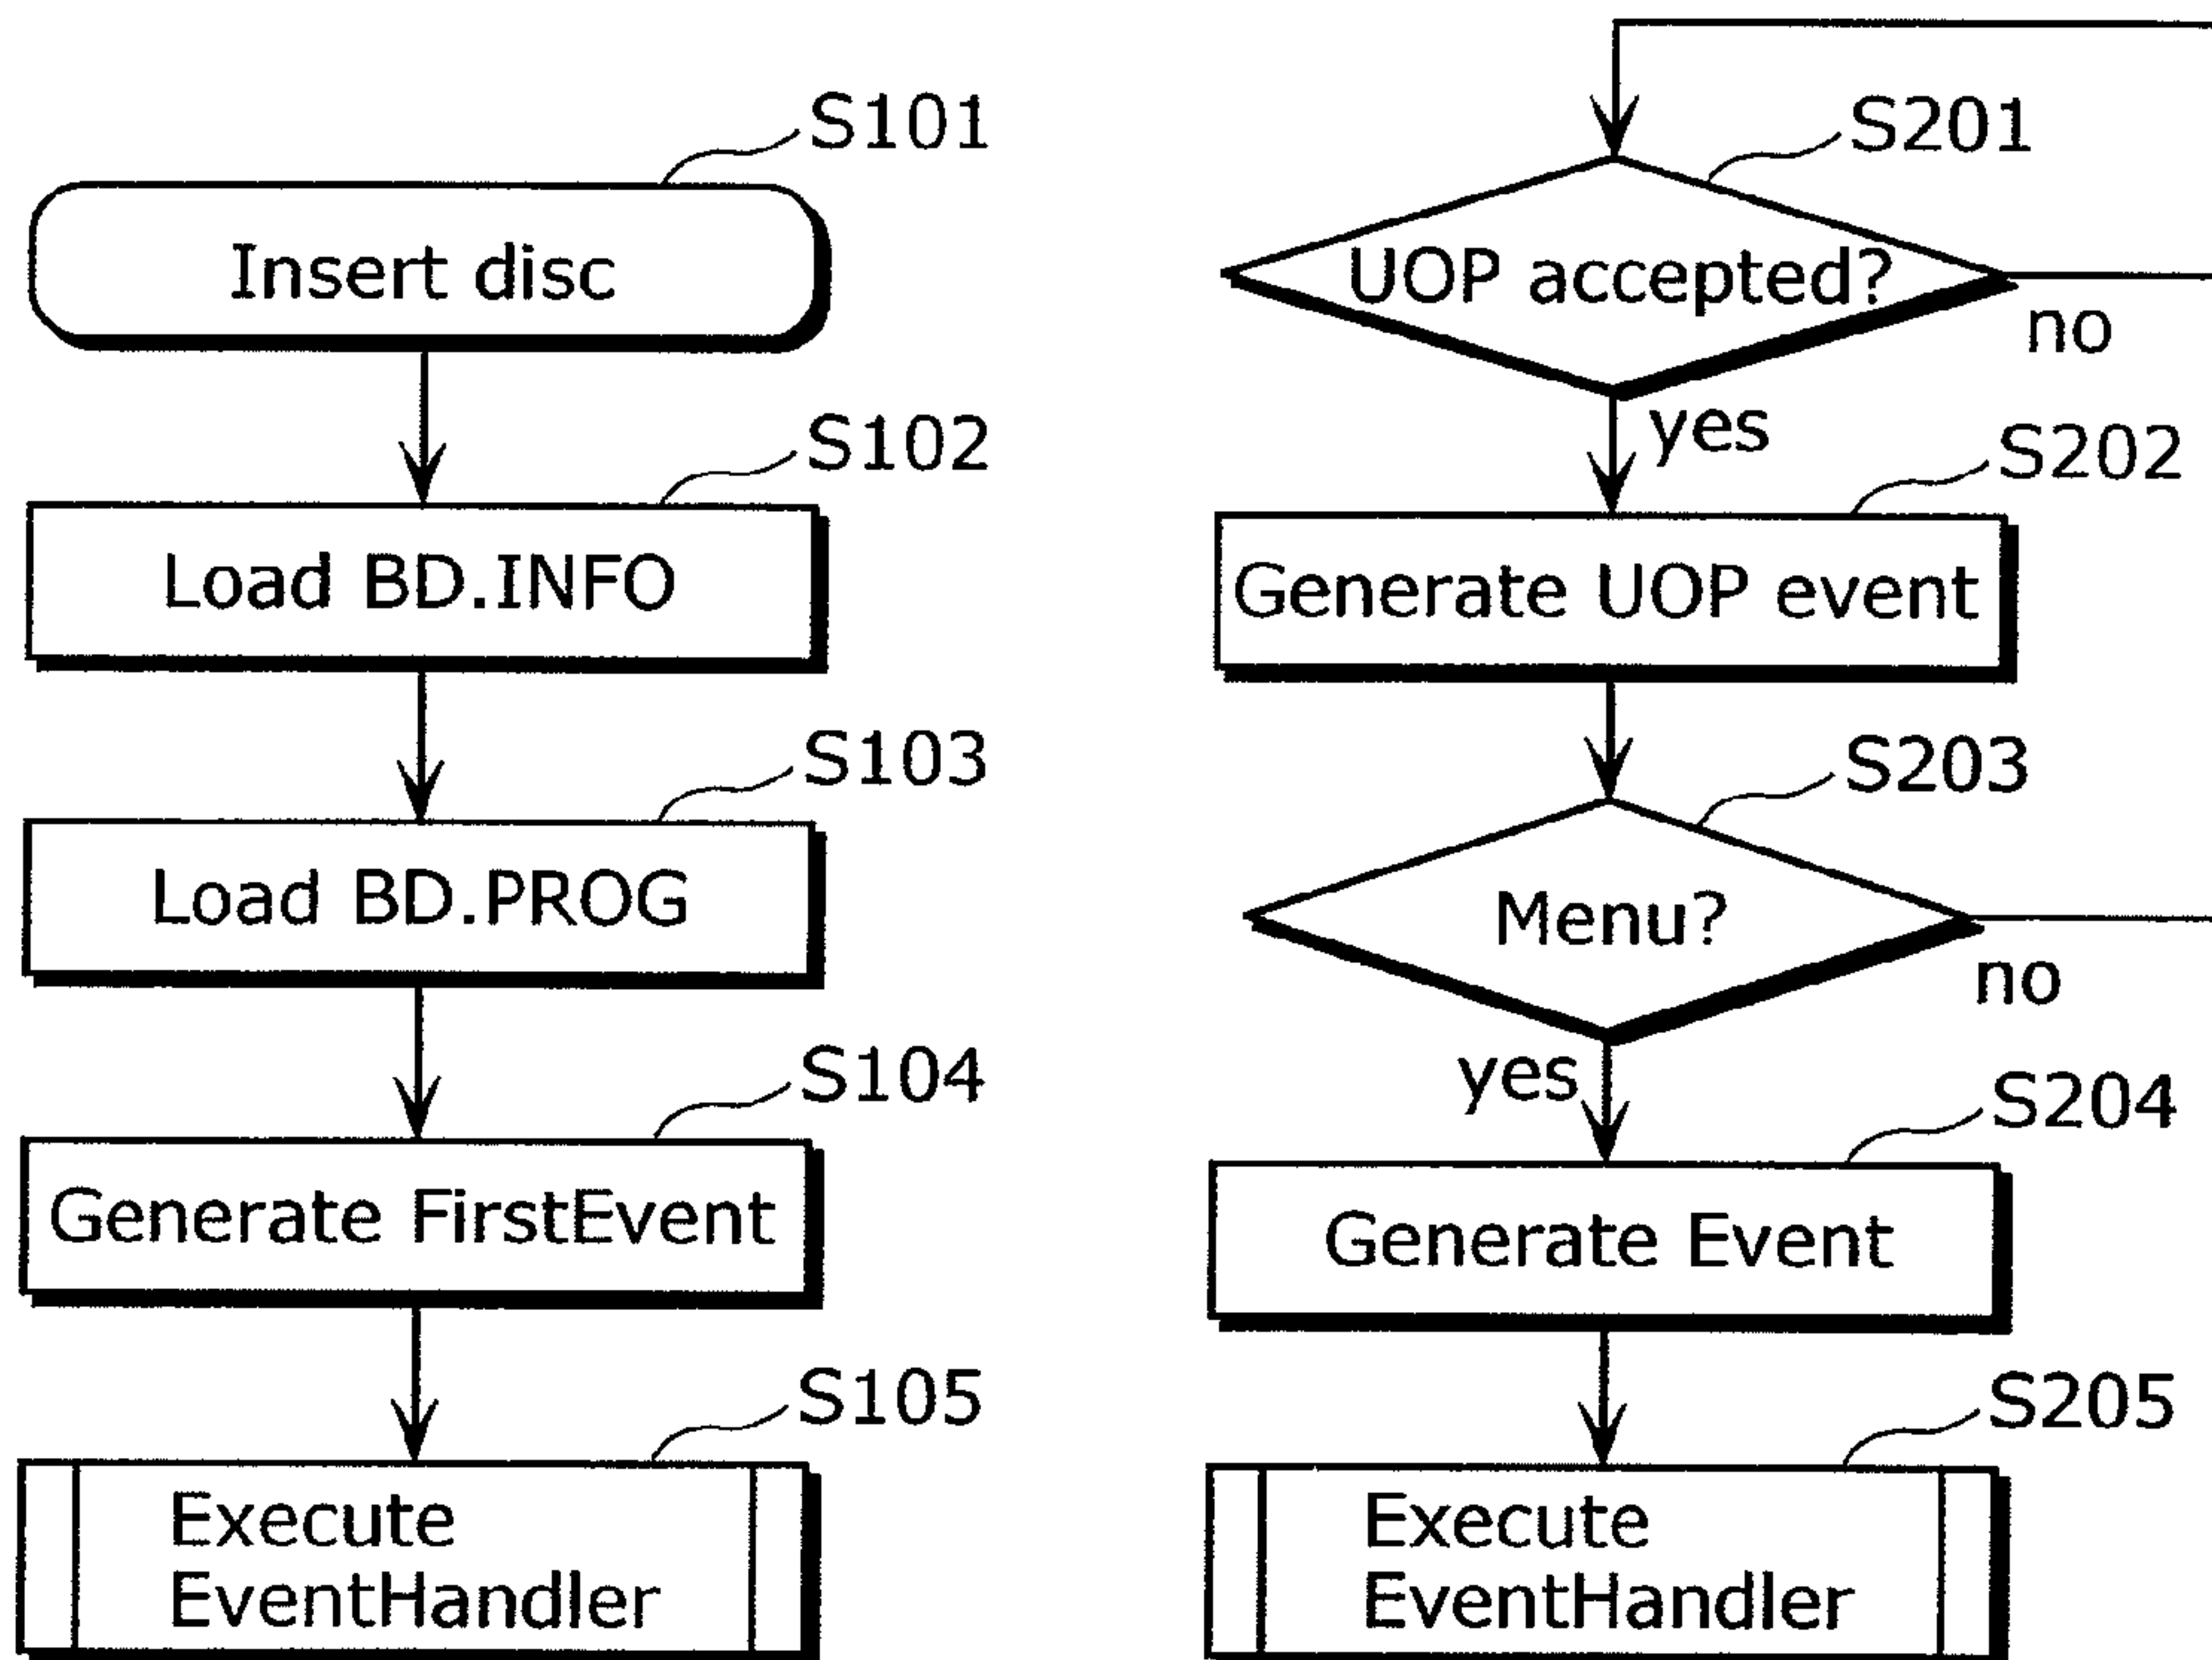 S101
Insert disc
S102
Load BD.INFO
S103
Load BD.PROG
S104
Generate FirstEvent
S105
Execute
EventHandler
S201
UOP accepted?
no
yes
S202
Generate UOP event
S203
Menu?
no
yes
S204
Generate Event
S205
Execute
EventHandler